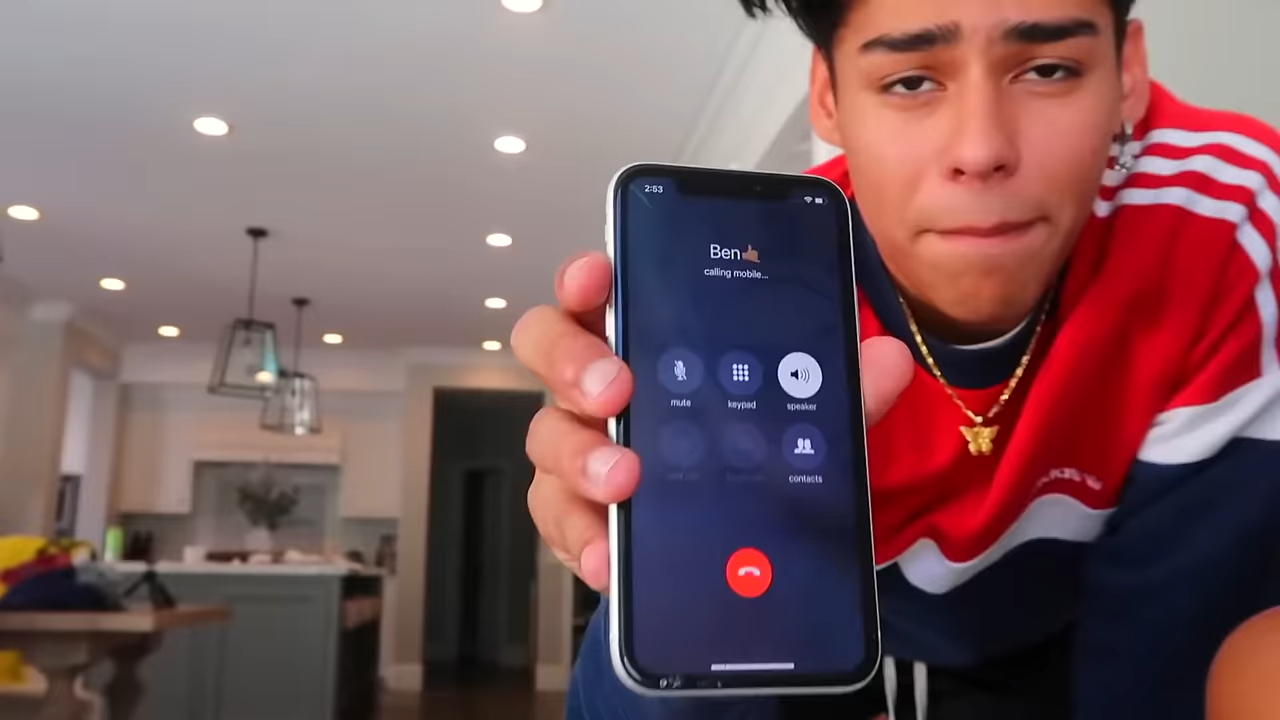 2:53
Ben🤙🏽
calling mobile...
mute
keypad
speaker
contacts